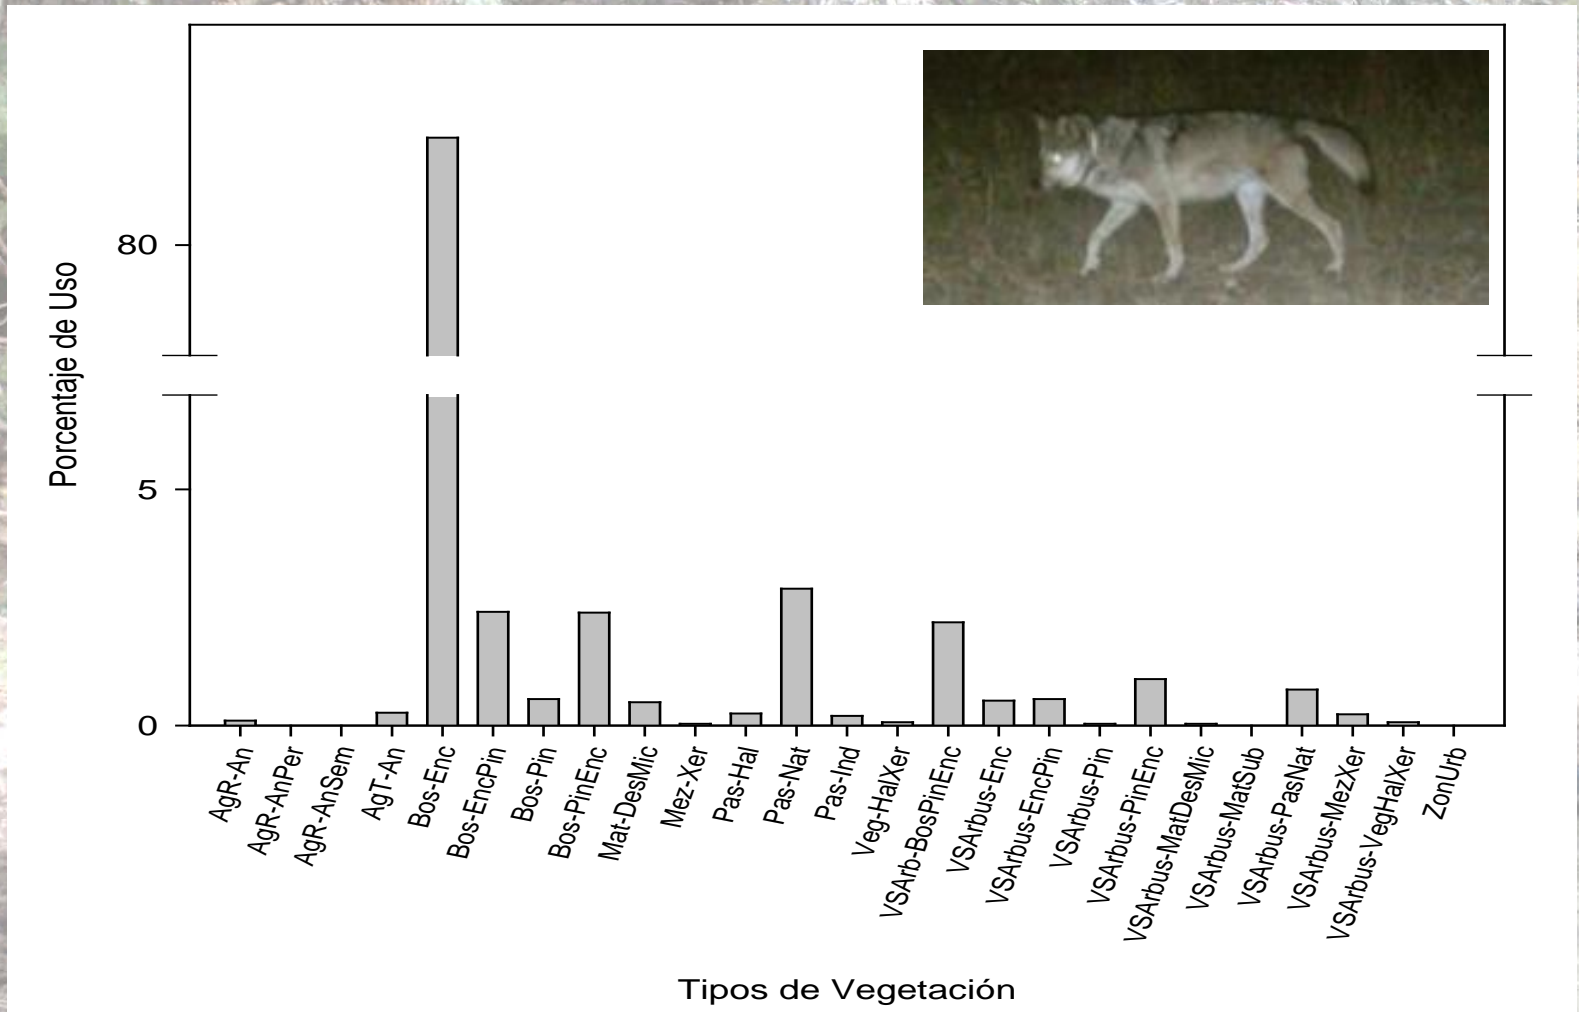 Porcentaje de Uso
80
5
0
AgR-An
AgR-AnPer
AgR-AnSem
AgT-An
Bos-Enc
Bos-EncPin
Bos-Pin
Bos-PinEnc
Mat-DesMic
Mez-Xer
Pas-Hal
Pas-Nat
Pas-Ind
Veg-HalXer
VSArb-BosPinEnc
VSArbus-Enc
VSArbus-EncPin
VSArbus-Pin
VSArbus-PinEnc
VSArbus-MatDesMic
VSArbus-MatSub
VSArbus-PasNat
VSArbus-MezXer
VSArbus-VegHalXer
ZonUrb
Tipos de Vegetación